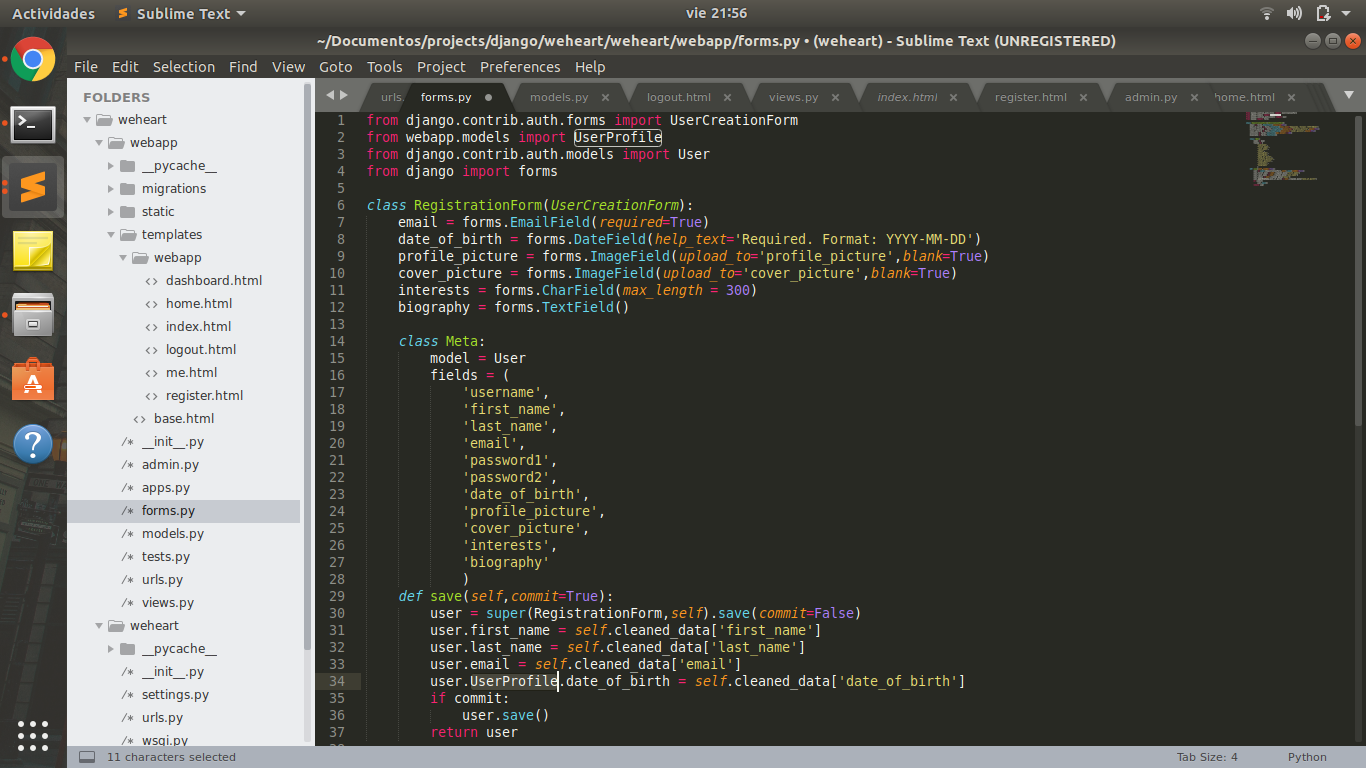 Actividades
Sublime Text
vie 21:56
~/Documentos/projects/django/weheart/weheart/webapp/forms.py • (weheart) - Sublime Text (UNREGISTERED)
File Edit Selection Find View Goto Tools Project Preferences Help
FOLDERS
weheart
webapp
__pycache__
migrations
static
templates
webapp
dashboard.html
home.html
index.html
logout.html
me.html
register.html
base.html
__init__.py
admin.py
apps.py
forms.py
models.py
tests.py
urls.py
views.py
weheart
__pycache__
__init__.py
settings.py
urls.py
wsgi.py
urls. forms.py models.py logout.html views.py index.html register.html admin.py home.html
1 from django.contrib.auth.forms import UserCreationForm
2 from webapp.models import UserProfile
3 from django.contrib.auth.models import User
4 from django import forms
5
6 class RegistrationForm(UserCreationForm):
7 email = forms.EmailField(required=True)
8 date_of_birth = forms.DateField(help_text='Required. Format: YYYY-MM-DD')
9 profile_picture = forms.ImageField(upload_to='profile_picture',blank=True)
10 cover_picture = forms.ImageField(upload_to='cover_picture',blank=True)
11 interests = forms.CharField(max_length = 300)
12 biography = forms.TextField()
13
14 class Meta:
15 model = User
16 fields = (
17 'username',
18 'first_name',
19 'last_name',
20 'email',
21 'password1',
22 'password2',
23 'date_of_birth',
24 'profile_picture',
25 'cover_picture',
26 'interests',
27 'biography'
28 )
29 def save(self,commit=True):
30 user = super(RegistrationForm,self).save(commit=False)
31 user.first_name = self.cleaned_data['first_name']
32 user.last_name = self.cleaned_data['last_name']
33 user.email = self.cleaned_data['email']
34 user.UserProfile.date_of_birth = self.cleaned_data['date_of_birth']
35 if commit:
36 user.save()
37 return user
11 characters selected
Tab Size: 4
Python